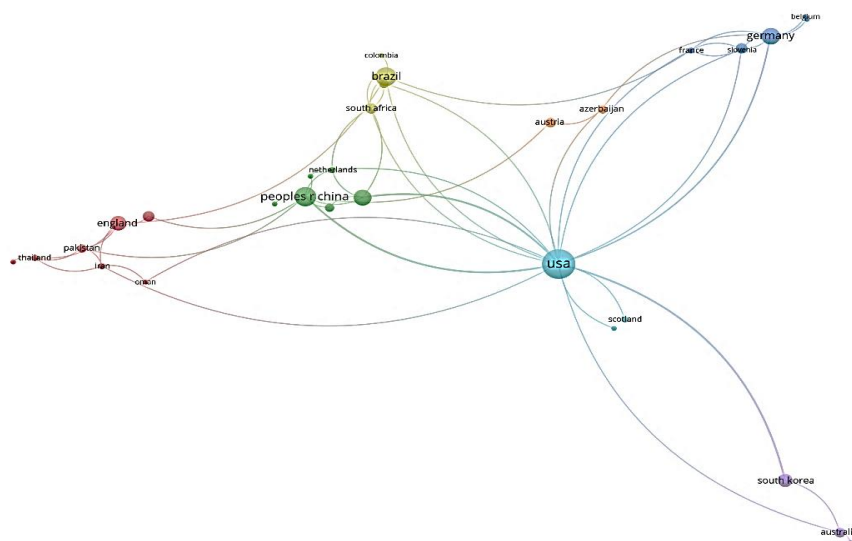 belgium
germany
france
slovenia
colombia
brazil
south africa
azerbaijan
austria
netherlands
peoples r china
england
pakistan
thailand
iran
oman
usa
scotland
south korea
australi